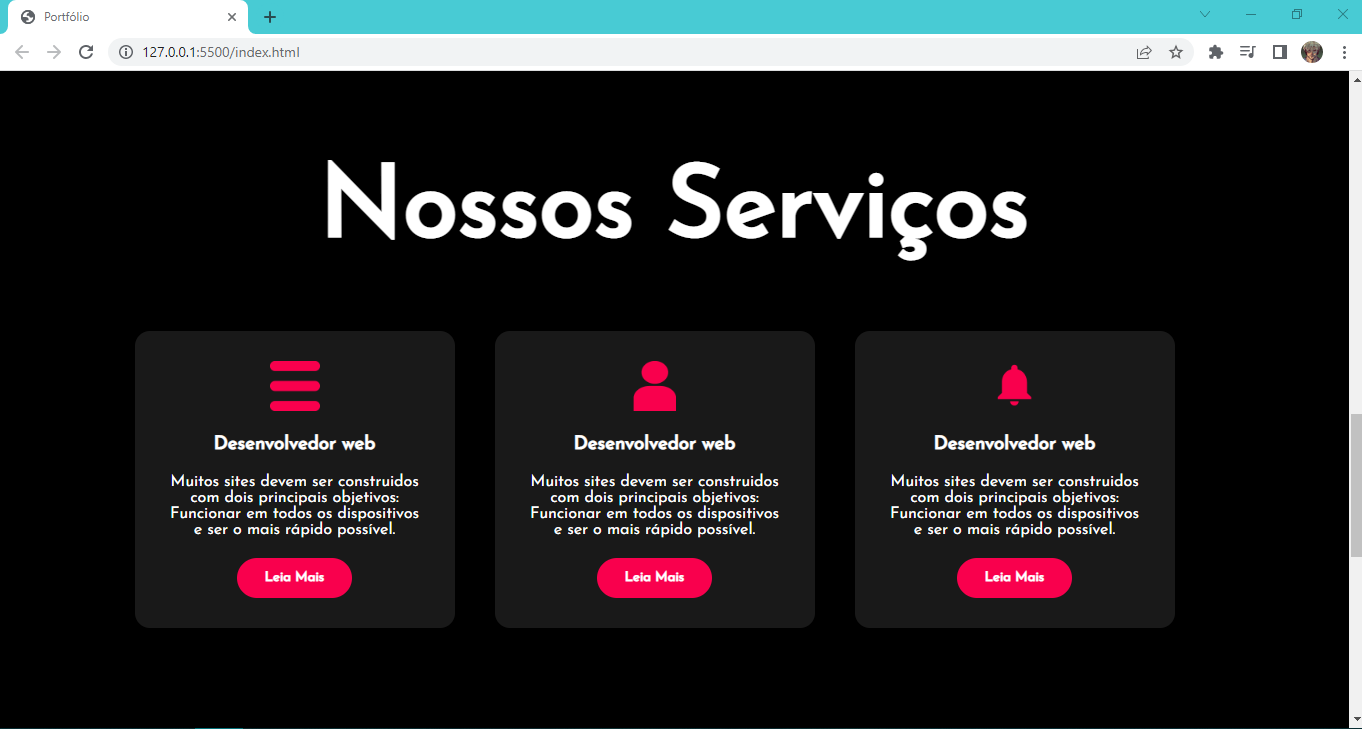 Portfólio
127.0.0.1:5500/index.html
Nossos Serviços
Desenvolvedor web
Muitos sites devem ser construidos
com dois principais objetivos:
Funcionar em todos os dispositivos
e ser o mais rápido possível.
Leia Mais
Desenvolvedor web
Muitos sites devem ser construidos
com dois principais objetivos:
Funcionar em todos os dispositivos
e ser o mais rápido possível.
Leia Mais
Desenvolvedor web
Muitos sites devem ser construidos
com dois principais objetivos:
Funcionar em todos os dispositivos
e ser o mais rápido possível.
Leia Mais